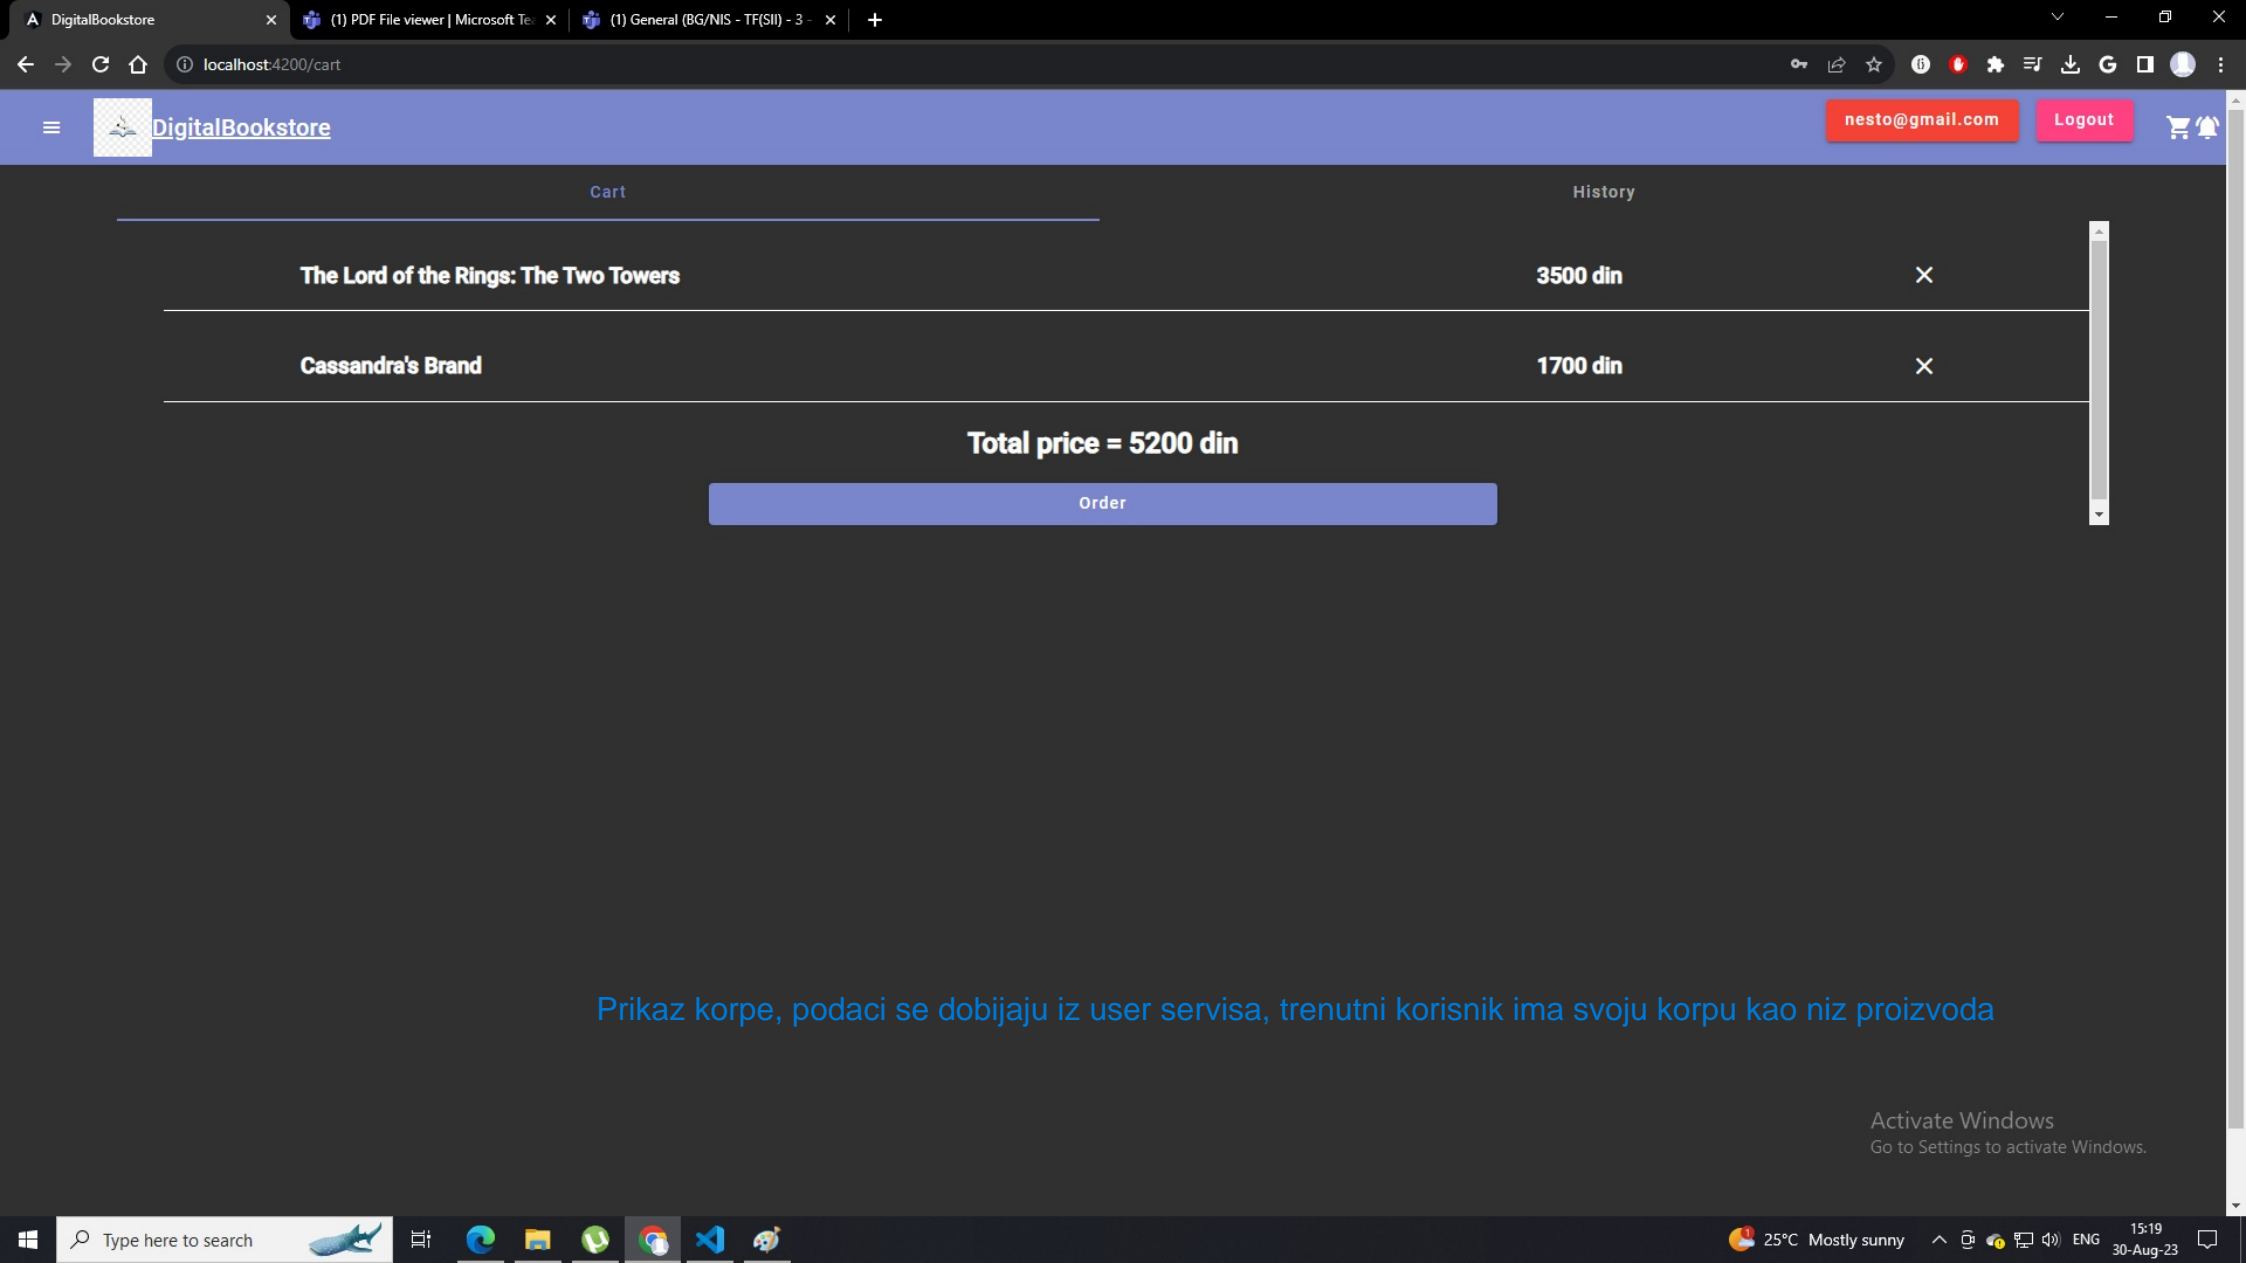 DigitalBookstore
(1) PDF File viewer | Microsoft Te
(1) General (BG/NIS - TF(SII) - 3 -
localhost:4200/cart
DigitalBookstore
nesto@gmail.com
Logout
Cart
History
The Lord of the Rings: The Two Towers 3500 din
Cassandra's Brand 1700 din
Total price = 5200 din
Order
Prikaz korpe, podaci se dobijaju iz user servisa, trenutni korisnik ima svoju korpu kao niz proizvoda
Activate Windows
Go to Settings to activate Windows.
Type here to search
25°C Mostly sunny
ENG
15:19
30-Aug-23